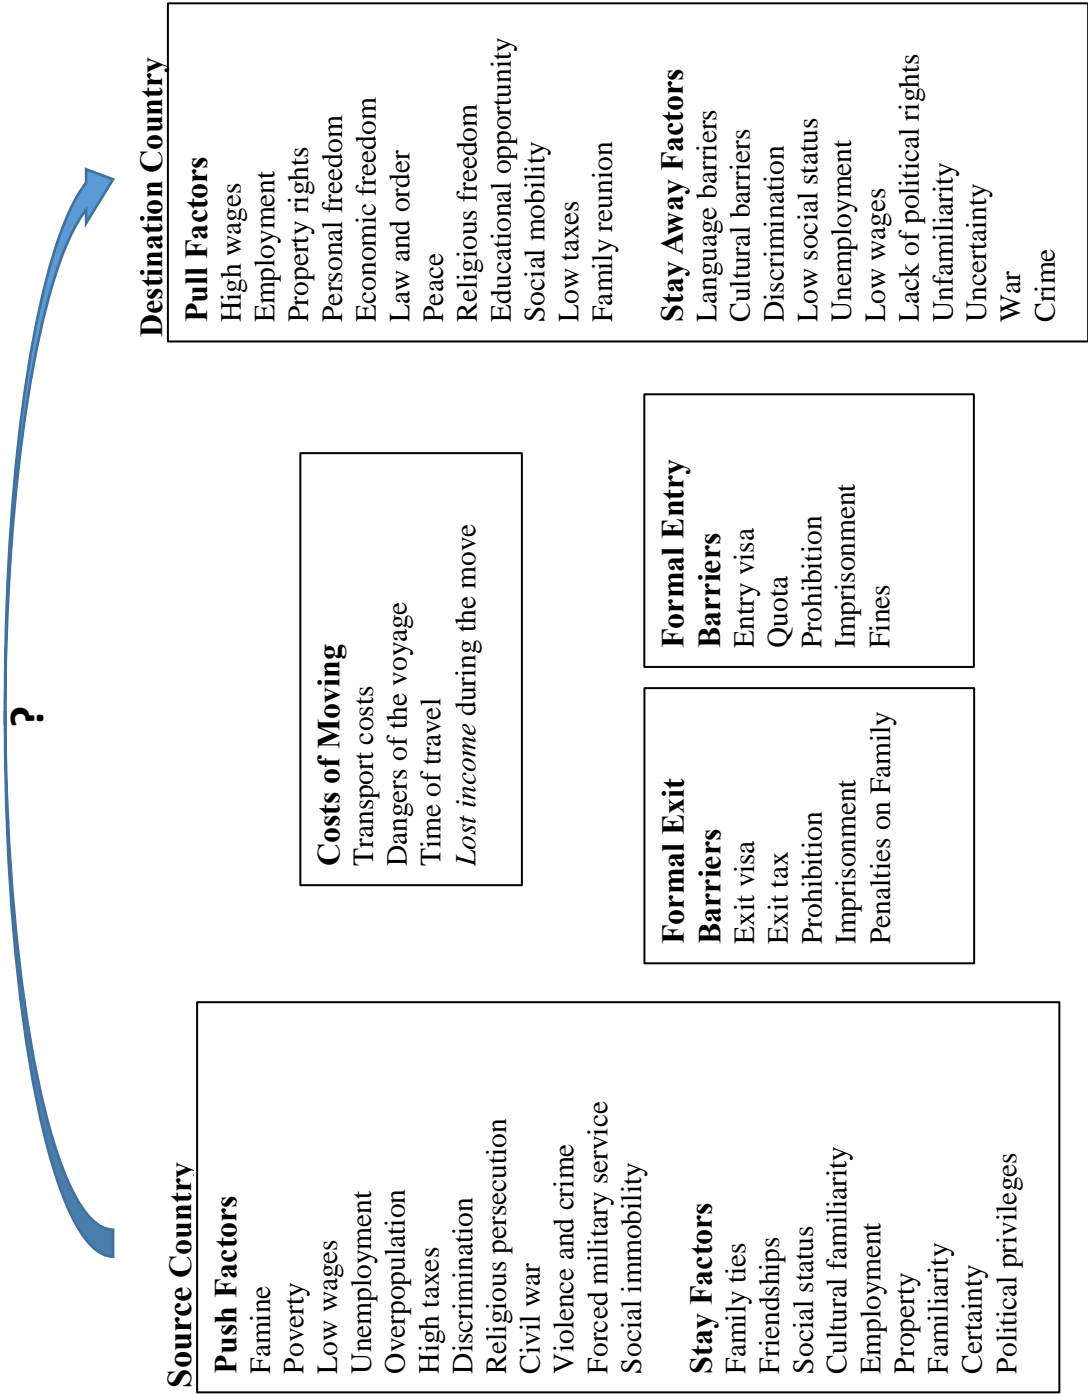 ?
Source Country
Push Factors
Famine
Poverty
Low wages
Unemployment
Overpopulation
High taxes
Discrimination
Religious persecution
Civil war
Violence and crime
Forced military service
Social immobility
Stay Factors
Family ties
Friendships
Social status
Cultural familiarity
Employment
Property
Familiarity
Certainty
Political privileges
Costs of Moving
Transport costs
Dangers of the voyage
Time of travel
Lost income during the move
Formal Exit
Barriers
Exit visa
Exit tax
Prohibition
Imprisonment
Penalties on Family
Formal Entry
Barriers
Entry visa
Quota
Prohibition
Imprisonment
Fines
Destination Country
Pull Factors
High wages
Employment
Property rights
Personal freedom
Economic freedom
Law and order
Peace
Religious freedom
Educational opportunity
Social mobility
Low taxes
Family reunion
Stay Away Factors
Language barriers
Cultural barriers
Discrimination
Low social status
Unemployment
Low wages
Lack of political rights
Unfamiliarity
Uncertainty
War
Crime